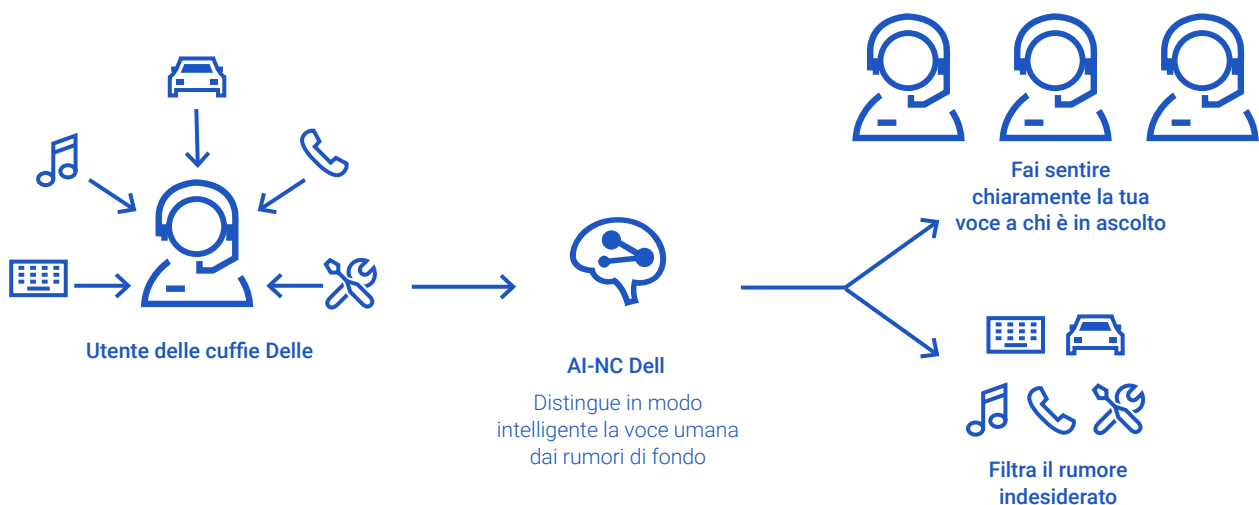 Fai sentire
chiaramente la tua
voce a chi è in ascolto
Utente delle cuffie Delle
AI-NC Dell
Distingue in modo
intelligente la voce umana
dai rumori di fondo
Filtra il rumore
indesiderato